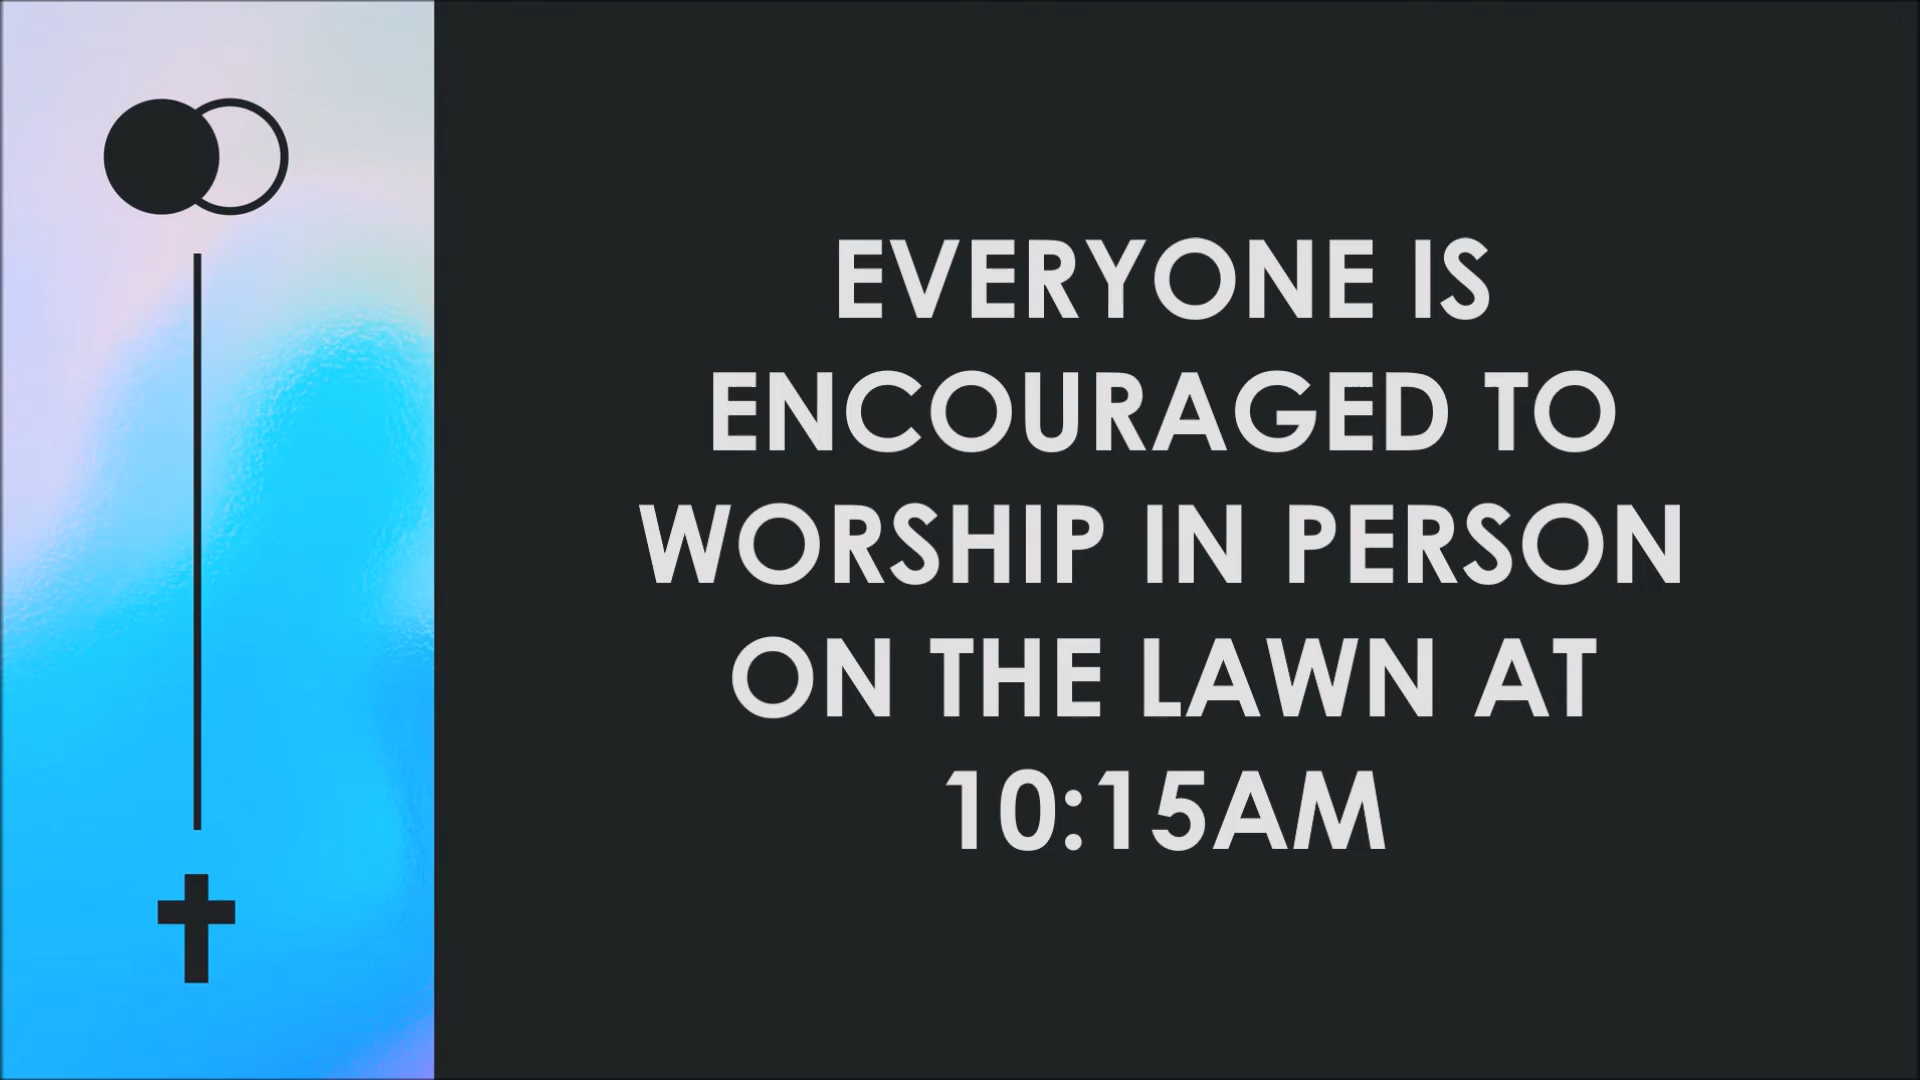 EVERYONE IS
ENCOURAGED TO
WORSHIP IN PERSON
ON THE LAWN AT
10:15AM